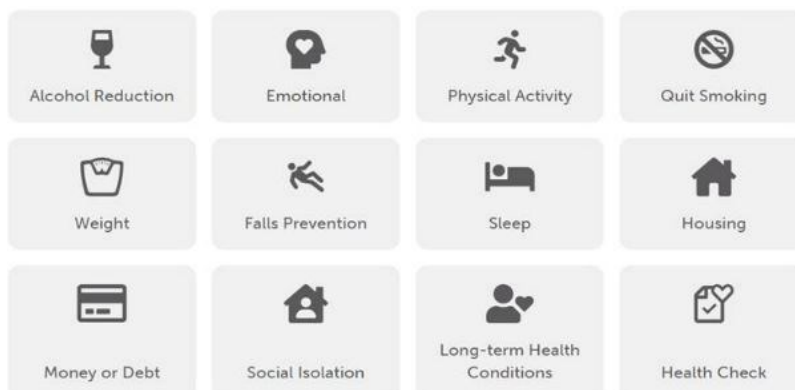 Alcohol Reduction
Emotional
Physical Activity
Quit Smoking
Weight
Falls Prevention
Sleep
Housing
Money or Debt
Social Isolation
Long-term Health
Conditions
Health Check